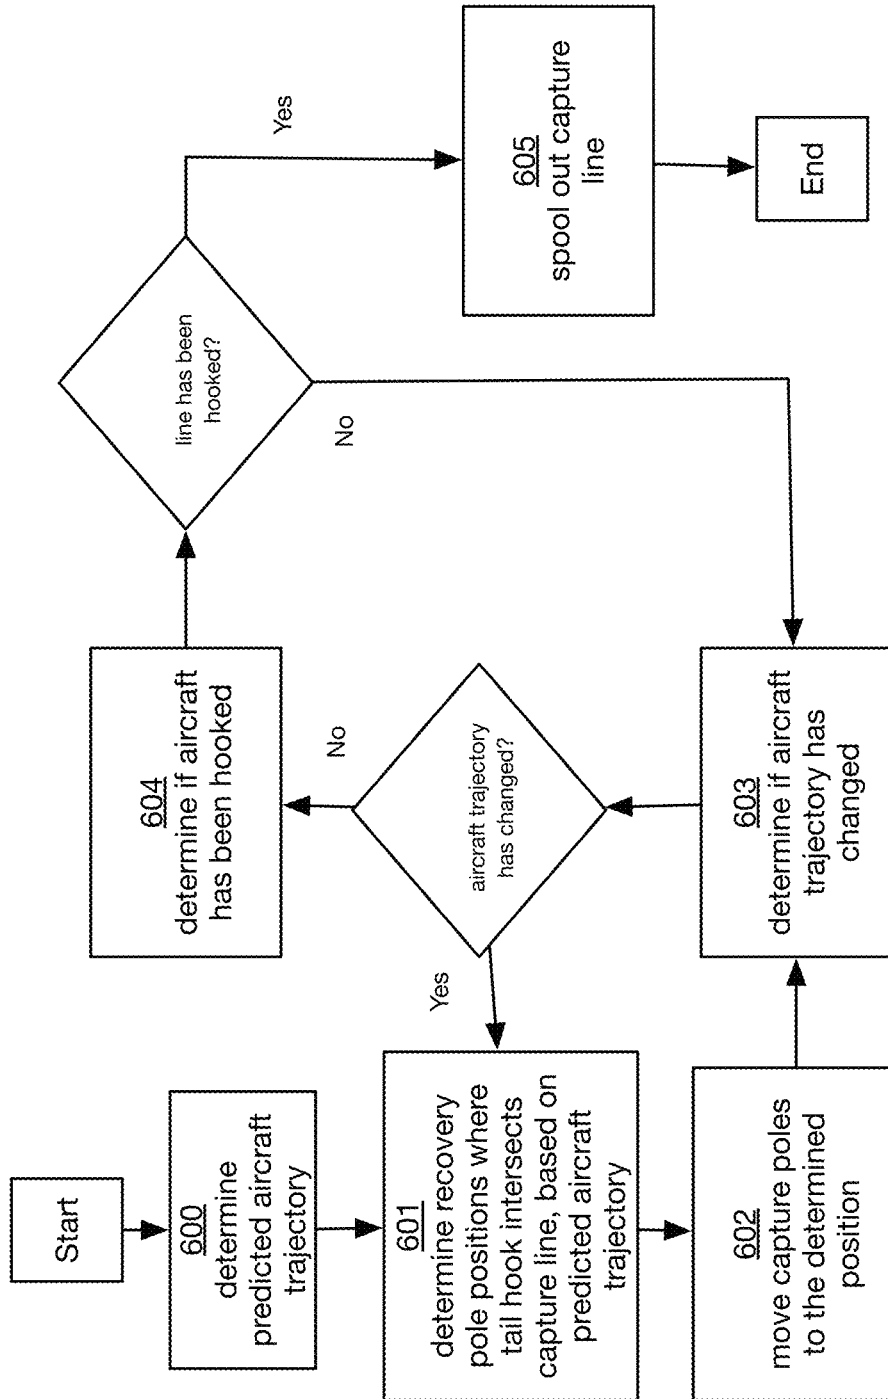 Start
600
determine
predicted aircraft
trajectory
601
determine recovery
pole positions where
tail hook intersects
capture line, based on
predicted aircraft
trajectory
602
move capture poles
to the determined
position
603
determine if aircraft
trajectory has
changed
aircraft trajectory
has changed?
Yes
No
604
determine if aircraft
has been hooked
line has been
hooked?
No
Yes
605
spool out capture
line
End